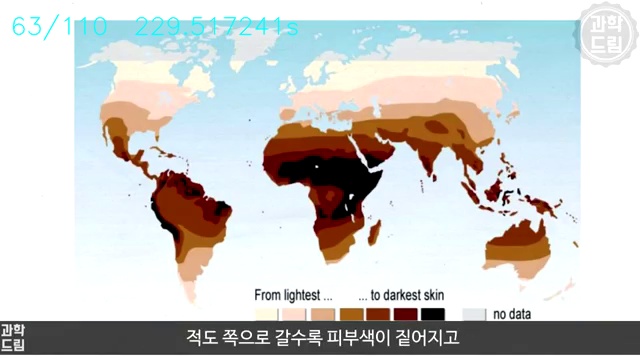 63/110 229.517241s
과학
드림
From lightest ... ... to darkest skin
no data
과학
드림
적도 쪽으로 갈수록 피부색이 짙어지고